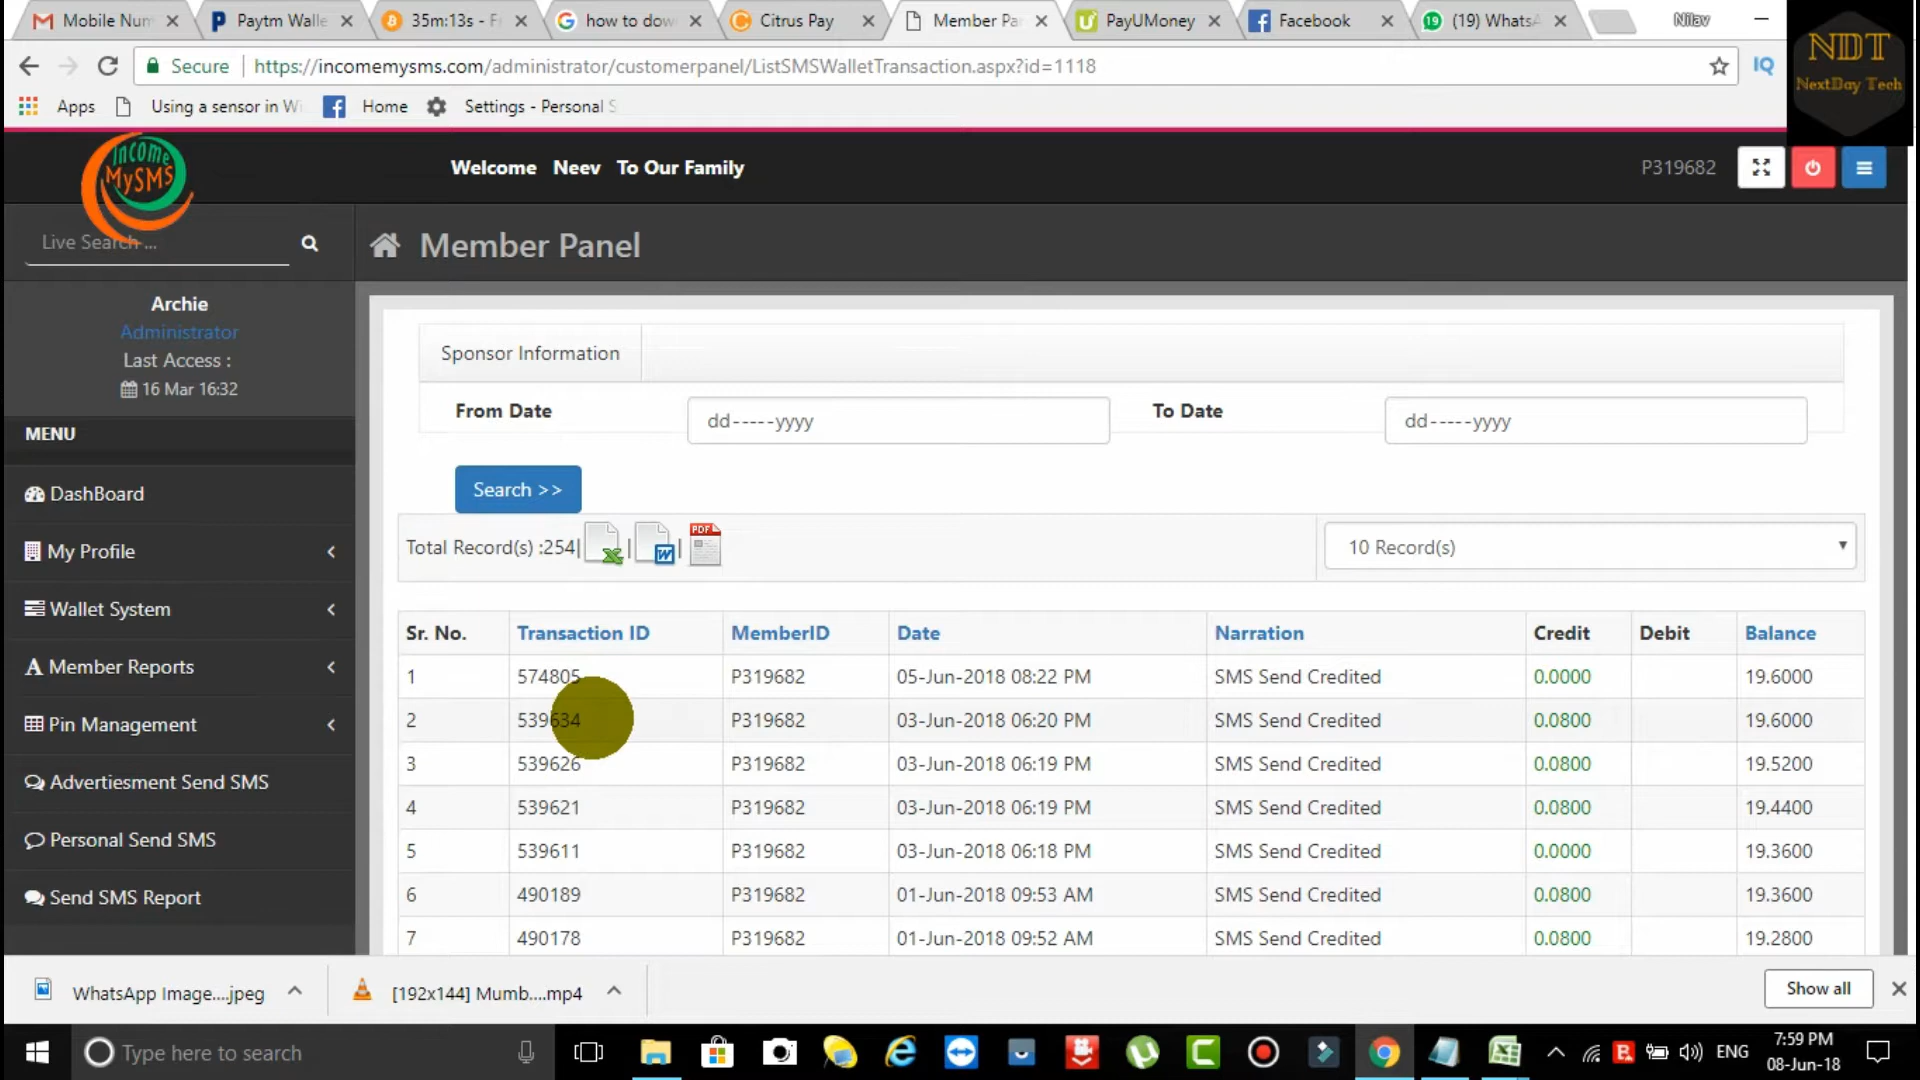 Mobile Num
Paytm Walle
35m:13s - F
how to dow
Citrus Pay
Member Pa
PayUMoney
Facebook
(19) WhatsA
Nilav
Secure
https://incomemysms.com/administrator/customerpanel/ListSMSWalletTransaction.aspx?id=1118
IQ
NDT
NextDay Tech
Apps
Using a sensor in Wi
Home
Settings - Personal S
Income
MySMS
Welcome Neev To Our Family
P319682
Live Search ...
Member Panel
Archie
Administrator
Last Access :
16 Mar 16:32
MENU
DashBoard
My Profile
Wallet System
Member Reports
Pin Management
Advertiesment Send SMS
Personal Send SMS
Send SMS Report
Sponsor Information
From Date dd-----yyyy To Date dd-----yyyy
Search >>
Total Record(s) :254| | | PDF
10 Record(s)
Sr. No. Transaction ID MemberID Date Narration Credit Debit Balance
1 574805 P319682 05-Jun-2018 08:22 PM SMS Send Credited 0.0000 19.6000
2 539634 P319682 03-Jun-2018 06:20 PM SMS Send Credited 0.0800 19.6000
3 539626 P319682 03-Jun-2018 06:19 PM SMS Send Credited 0.0800 19.5200
4 539621 P319682 03-Jun-2018 06:19 PM SMS Send Credited 0.0800 19.4400
5 539611 P319682 03-Jun-2018 06:18 PM SMS Send Credited 0.0000 19.3600
6 490189 P319682 01-Jun-2018 09:53 AM SMS Send Credited 0.0800 19.3600
7 490178 P319682 01-Jun-2018 09:52 AM SMS Send Credited 0.0800 19.2800
WhatsApp Image....jpeg
[192x144] Mumb....mp4
Show all
Type here to search
ENG
7:59 PM
08-Jun-18